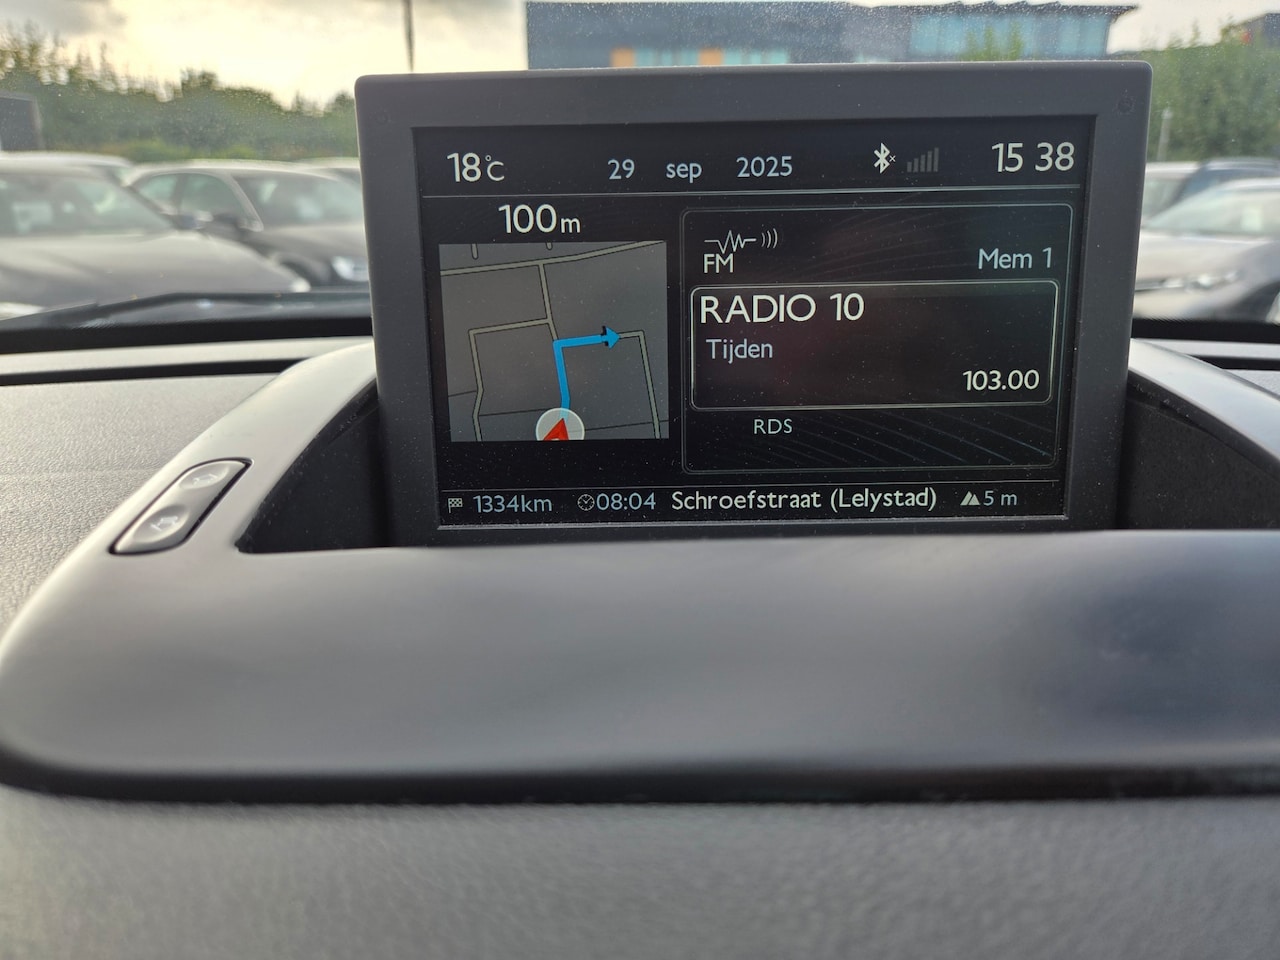 18°C 29 sep 2025 15 38
100m
FM Mem 1
RADIO 10
Tijden
103.00
RDS
1334km 08:04 Schroefstraat (Lelystad) 5 m